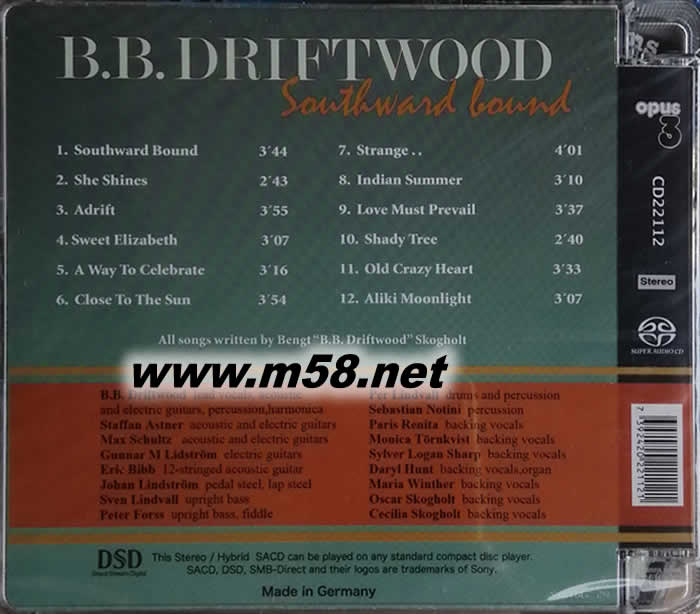 B.B. DRIFTWOOD
Southward bound
1. Southward Bound 3´44
2. She Shines 2´43
3. Adrift 3´55
4. Sweet Elizabeth 3´07
5. A Way To Celebrate 3´16
6. Close To The Sun 3´54
7. Strange . . 4´01
8. Indian Summer 3´10
9. Love Must Prevail 3´37
10. Shady Tree 2´40
11. Old Crazy Heart 3´33
12. Aliki Moonlight 3´07
All songs written by Bengt "B.B. Driftwood" Skogholt
www.m58.net
B.B. Driftwood lead vocals, acoustic
and electric guitars, percussion,harmonica
Staffan Astner acoustic and electric guitars
Max Schultz acoustic and electric guitars
Gunnar M Lidström electric guitars
Eric Bibb 12-stringed acoustic guitar
Johan Lindström pedal steel, lap steel
Sven Lindvall upright bass
Peter Forss upright bass, fiddle
Per Lindvall drums and percussion
Sebastian Notini percussion
Paris Renita backing vocals
Monica Törnkvist backing vocals
Sylver Logan Sharp backing vocals
Daryl Hunt backing vocals,organ
Maria Winther backing vocals
Oscar Skogholt backing vocals
Cecilia Skogholt backing vocals
DSD
Direct Stream Digital
This Stereo / Hybrid SACD can be played on any standard compact disc player.
SACD, DSD, SMB-Direct and their logos are trademarks of Sony.
Made in Germany
opus
3
CD22112
Stereo
SUPER AUDIO CD